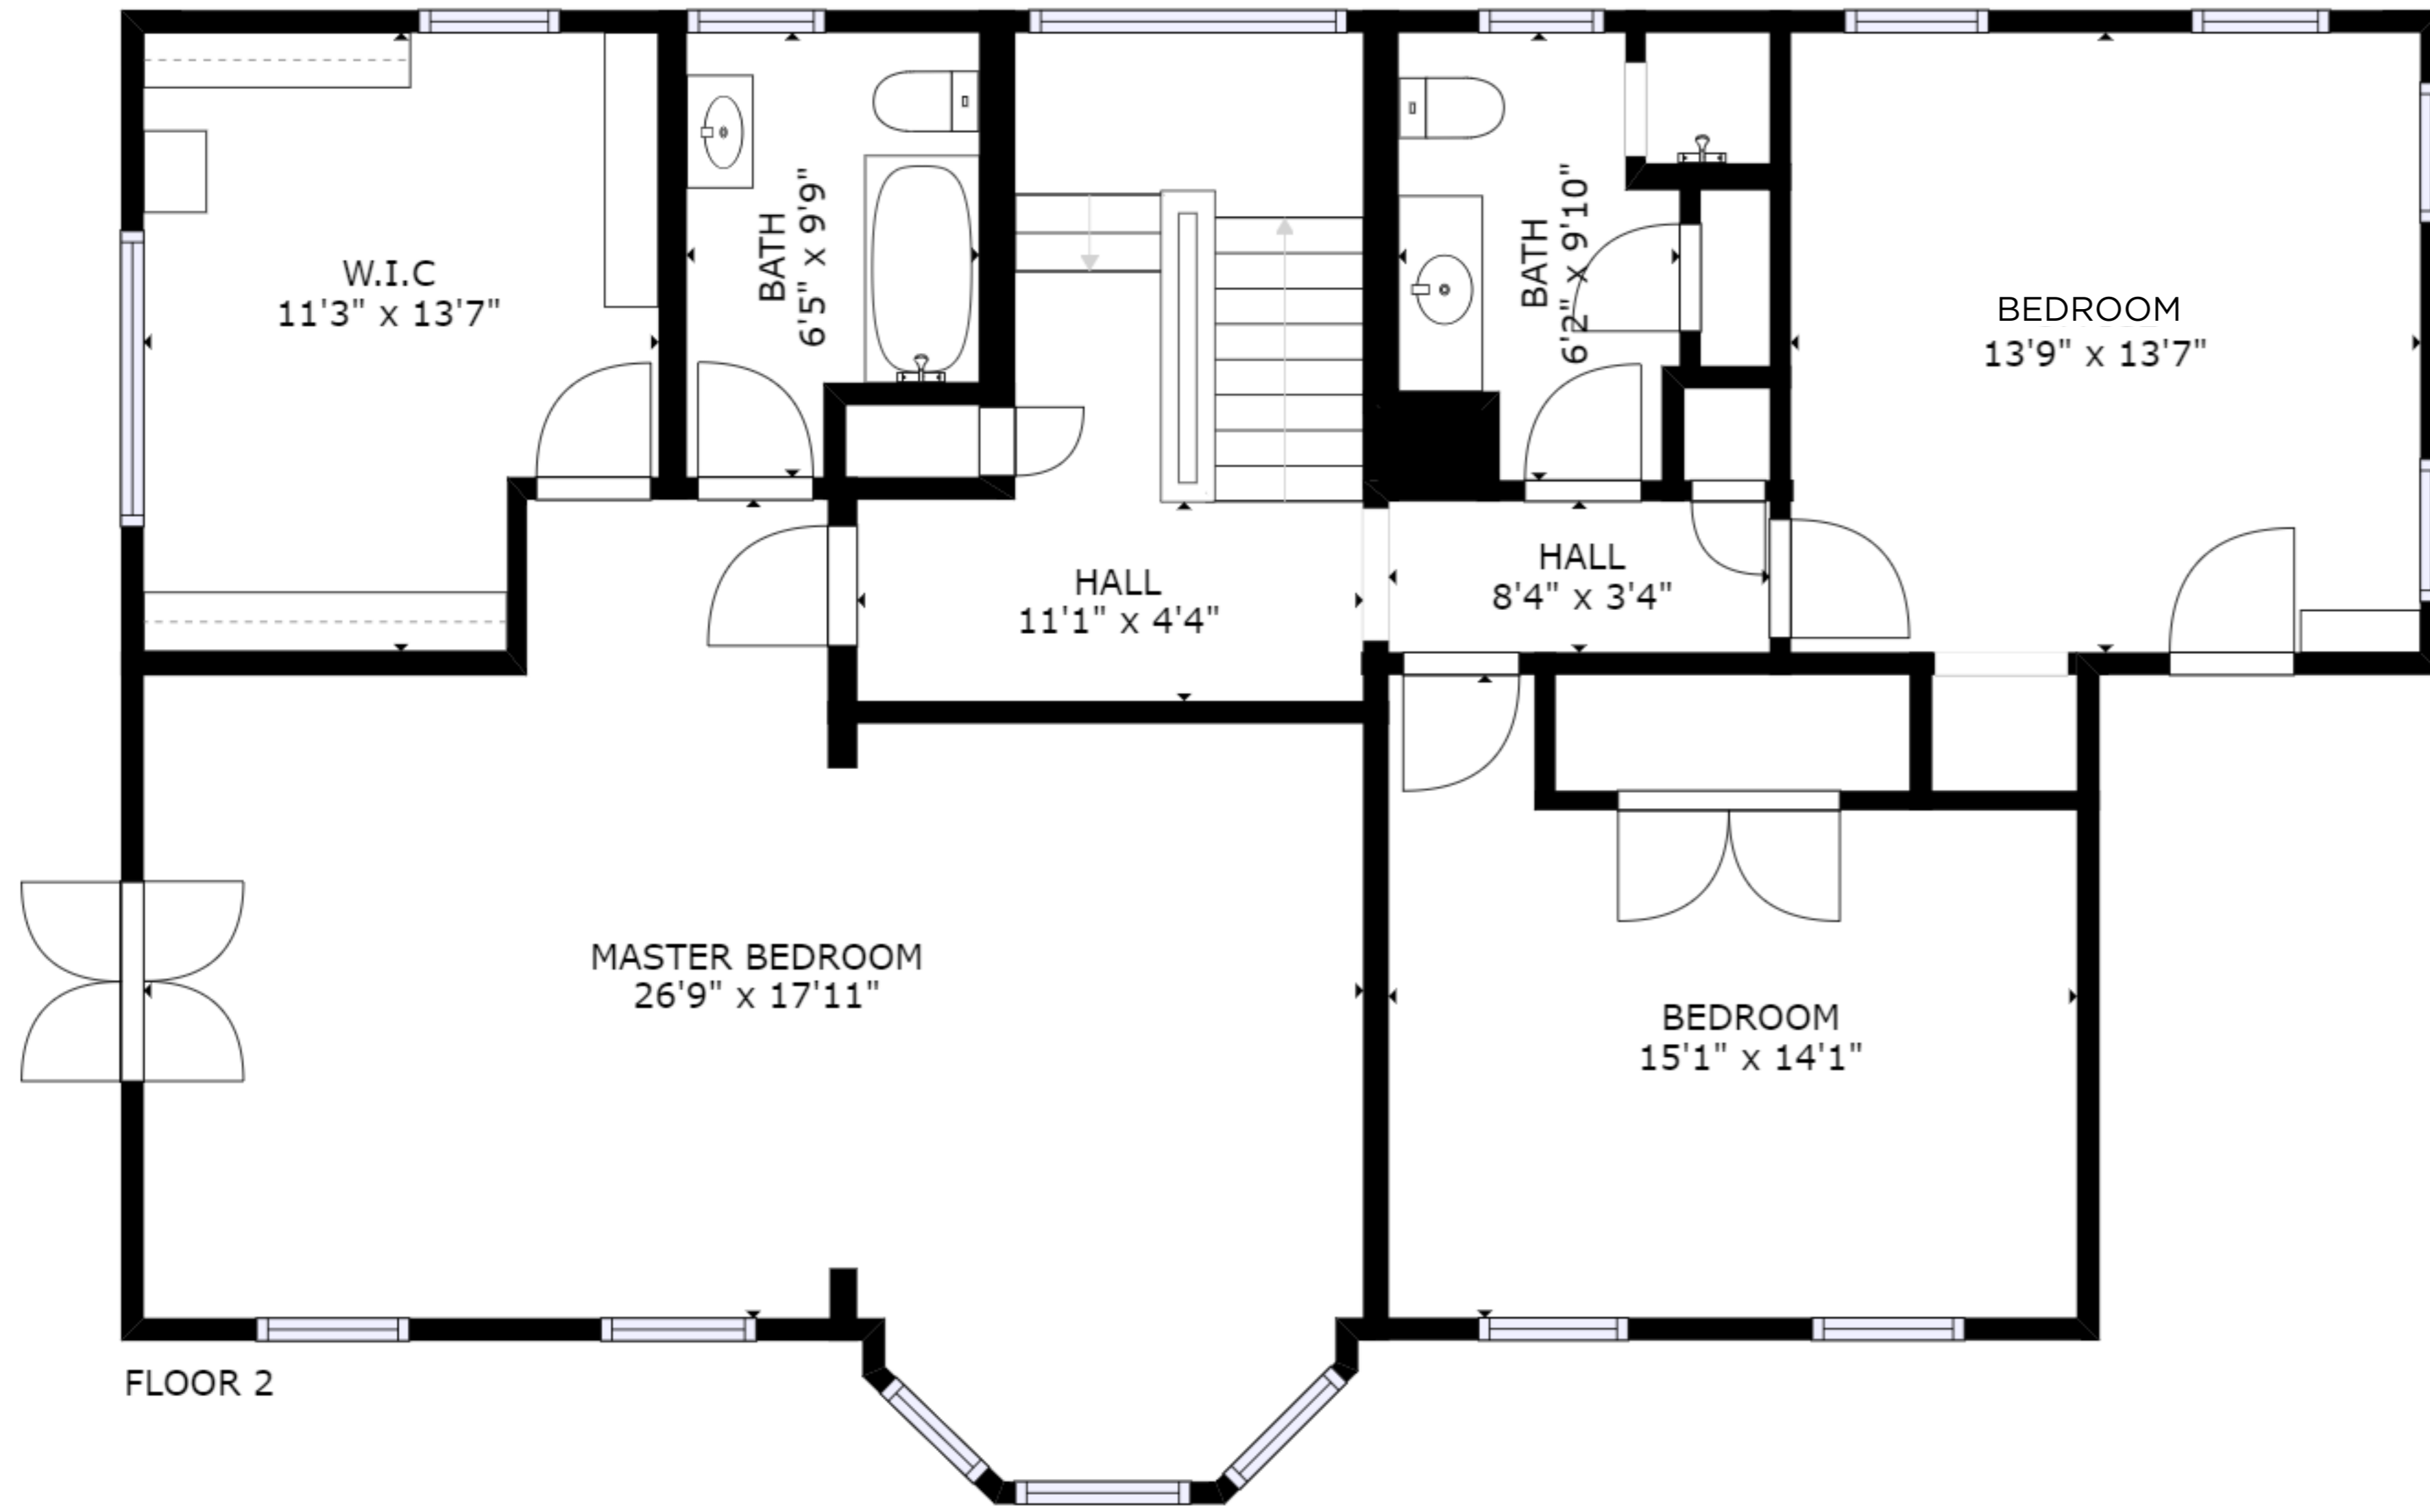 W.I.C
11'3" x 13'7"
BATH
6'5" x 9'9"
BATH
6'2" x 9'10"
BEDROOM
13'9" x 13'7"
HALL
11'1" x 4'4"
HALL
8'4" x 3'4"
MASTER BEDROOM
26'9" x 17'11"
BEDROOM
15'1" x 14'1"
FLOOR 2